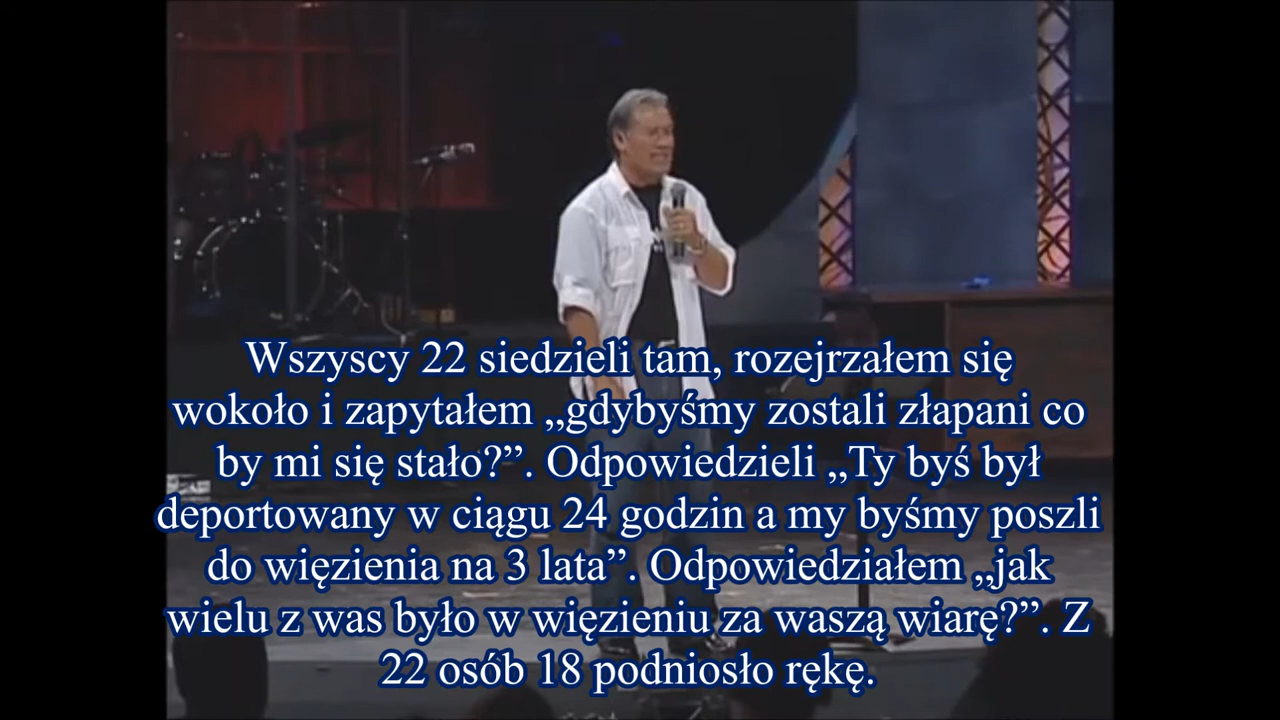 Wszyscy 22 siedzieli tam, rozejrzałem się
wokoło i zapytałem „gdybyśmy zostali złapani co
by mi się stało?”. Odpowiedzieli „Ty byś był
deportowany w ciągu 24 godzin a my byśmy poszli
do więzienia na 3 lata”. Odpowiedziałem „jak
wielu z was było w więzieniu za waszą wiarę?”. Z
22 osób 18 podniosło rękę.